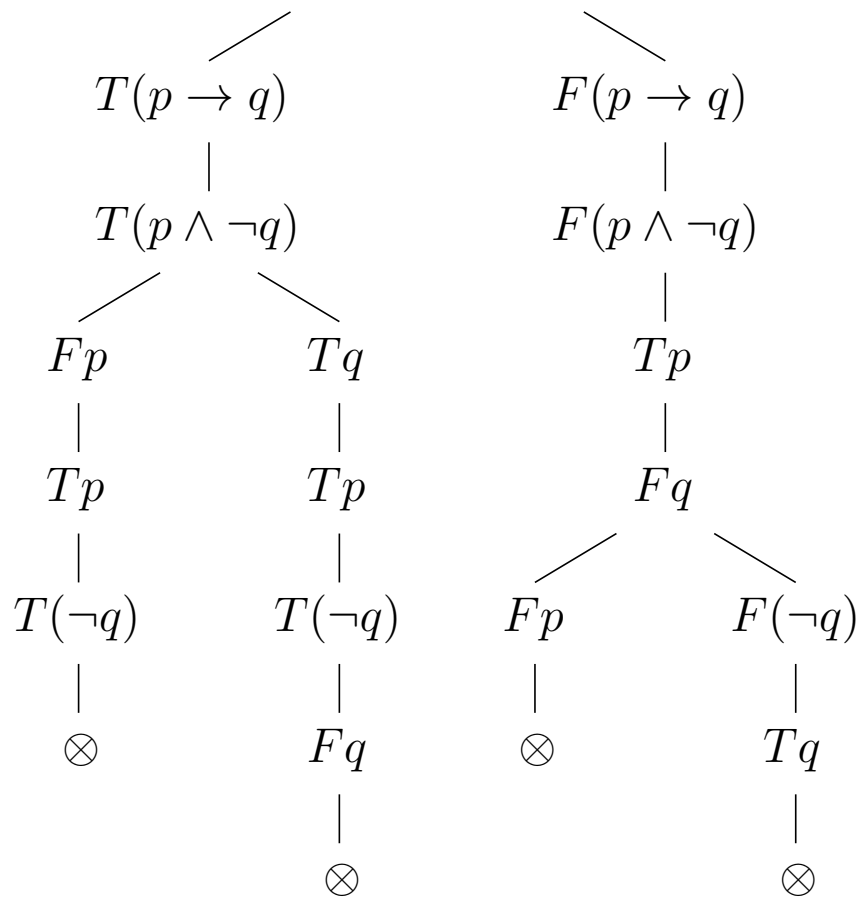 T(p → q) F(p → q)
T(p ∧ ¬q) F(p ∧ ¬q)
Fp Tq Tp
Tp Tp Fq
T(¬q) T(¬q) Fp F(¬q)
⊗ Fq ⊗ Tq
⊗ ⊗